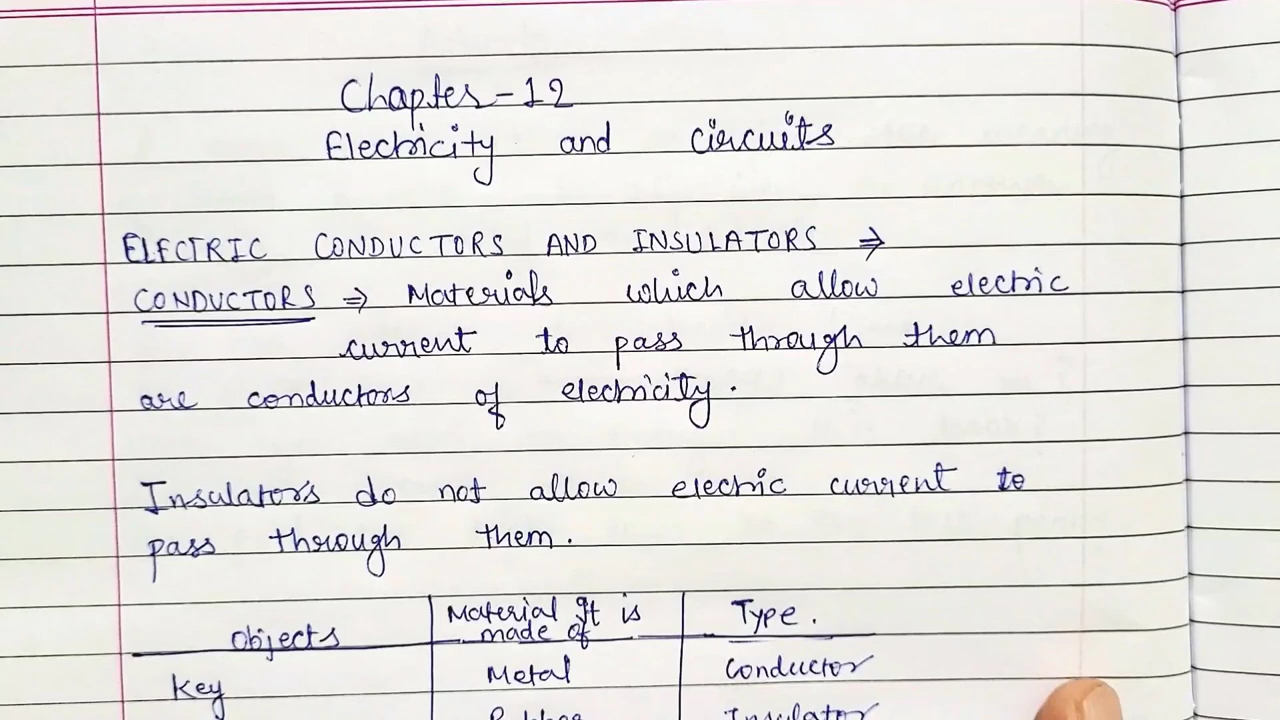 Chapter-12
Electricity and circuits
ELECTRIC CONDUCTORS AND INSULATORS ⇒
CONDUCTORS ⇒ Materials which allow electric
current to pass through them
are conductors of electricity.
Insulators do not allow electric current to
pass through them.
Objects Material It is made of Type.
Key Metal Conductor
Rubber Insulator